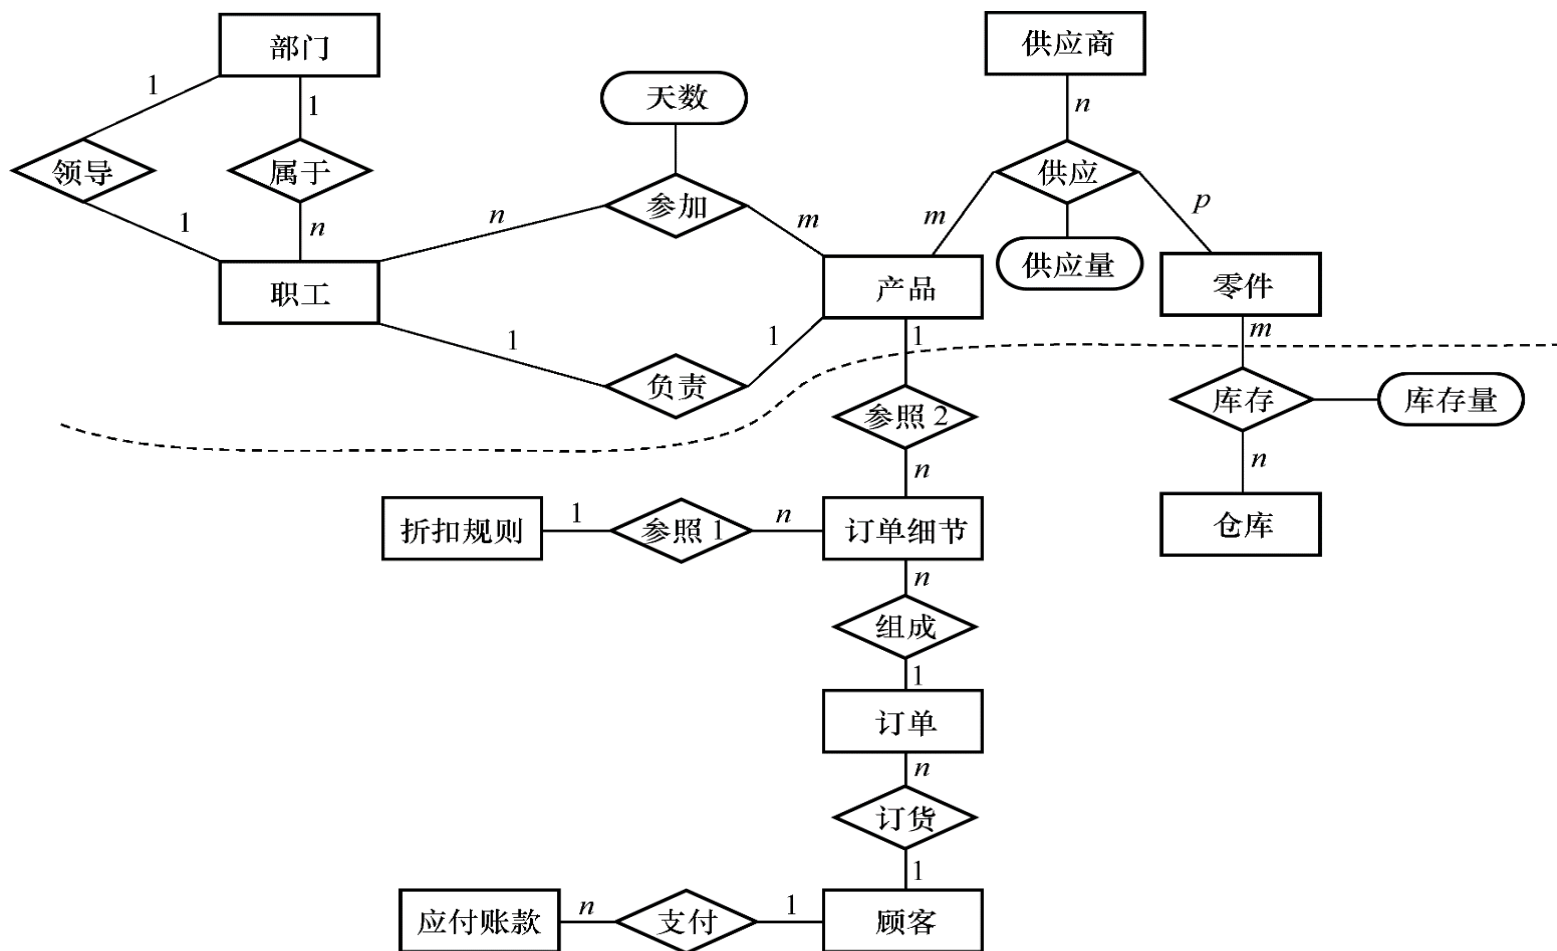 部门
供应商
1
1
天数
n
领导
属于
供应
参加
1
n
n
m
m
p
供应量
职工
产品
零件
1
1
1
m
负责
参照2
库存
库存量
n
n
折扣规则
1
参照1
n
订单细节
仓库
n
组成
1
订单
n
订货
1
应付账款
n
支付
1
顾客